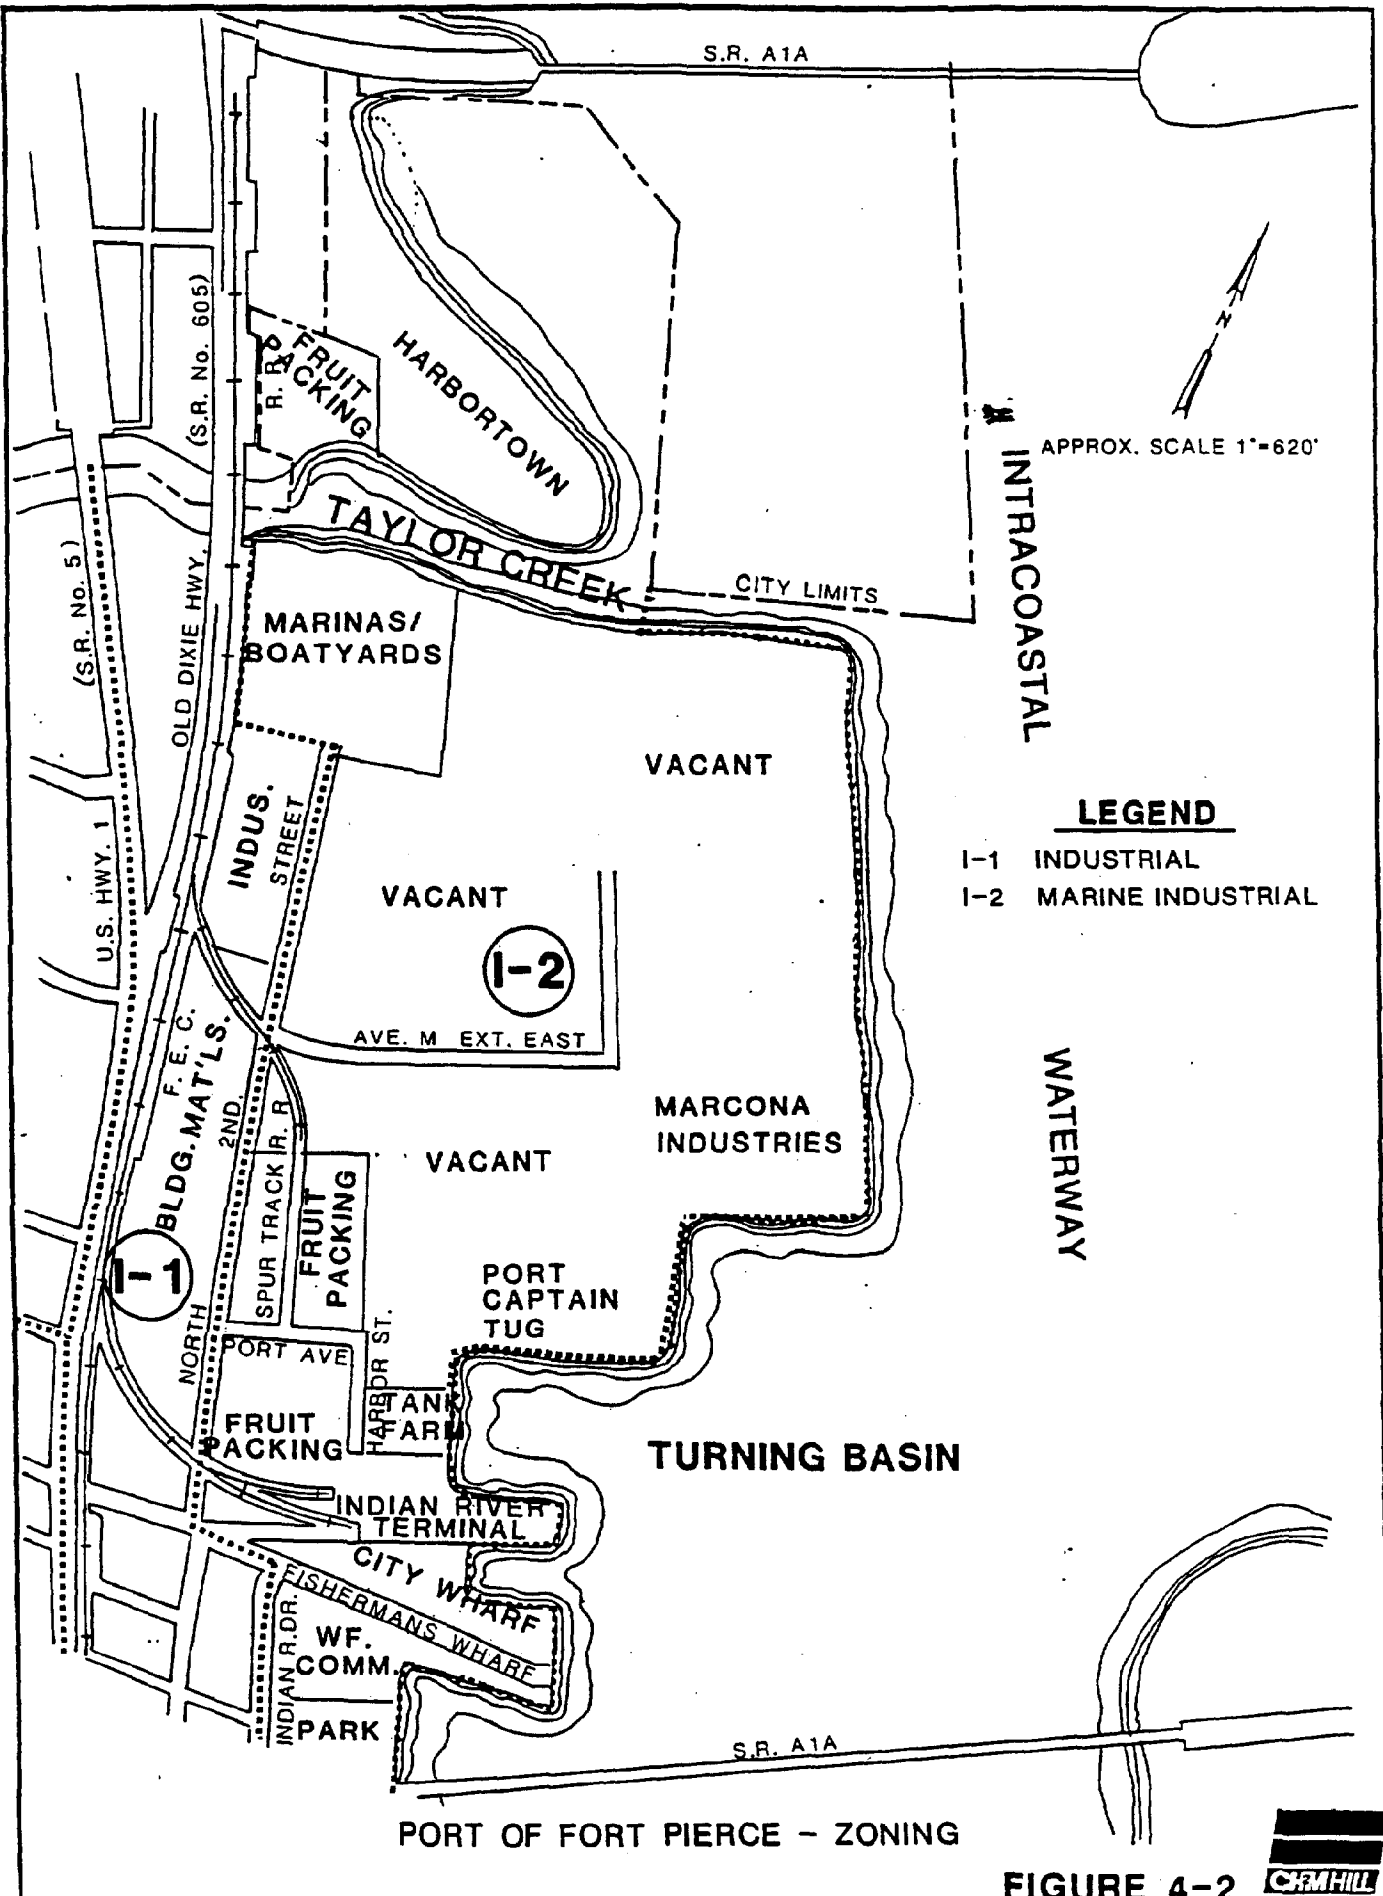 S.R. A1A
(S.R. No. 605)
FRUIT
PACKING
R. R.
HARBORTOWN
N
APPROX. SCALE 1"=620'
INTRACOASTAL
TAYLOR CREEK
CITY LIMITS
(S.R. No. 5)
OLD DIXIE HWY.
MARINAS/
BOATYARDS
VACANT
INDUS.
STREET
LEGEND
I-1 INDUSTRIAL
I-2 MARINE INDUSTRIAL
U.S. HWY. 1
VACANT
I-2
AVE. M EXT. EAST
F. E. C.
BLDG. MAT'LS.
2ND.
WATERWAY
MARCONA
INDUSTRIES
VACANT
SPUR TRACK R. R
FRUIT
PACKING
I-1
PORT
CAPTAIN
TUG
NORTH
PORT AVE
HARBOR ST.
TANK
FARM
FRUIT
PACKING
TURNING BASIN
INDIAN RIVER
TERMINAL
CITY WHARF
FISHERMANS WHARF
INDIAN R. DR.
WF.
COMM.
PARK
S.R. A1A
PORT OF FORT PIERCE - ZONING
FIGURE 4-2
CH2M HILL